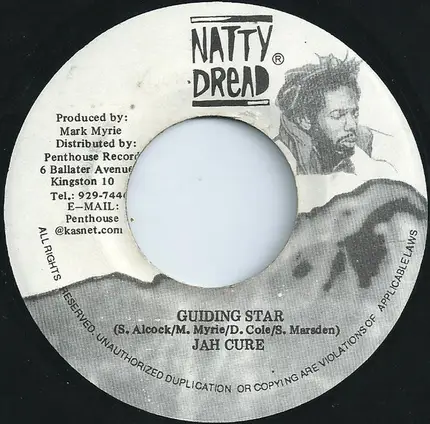 NATTY
DREAD®
Produced by:
Mark Myrie
Distributed by:
Penthouse Record
6 Ballater Avenue
Kingston 10
Tel.: 929-744
E—MAIL:
Penthouse
@kasnet.com
GUIDING STAR
(S. Alcock/M. Myrie/D. Cole/S. Marsden)
JAH CURE
ALL RIGHTS RESERVED. UNAUTHORIZED DUPLICATION OR COPYING ARE VIOLATIONS OF APPLICABLE LAWS